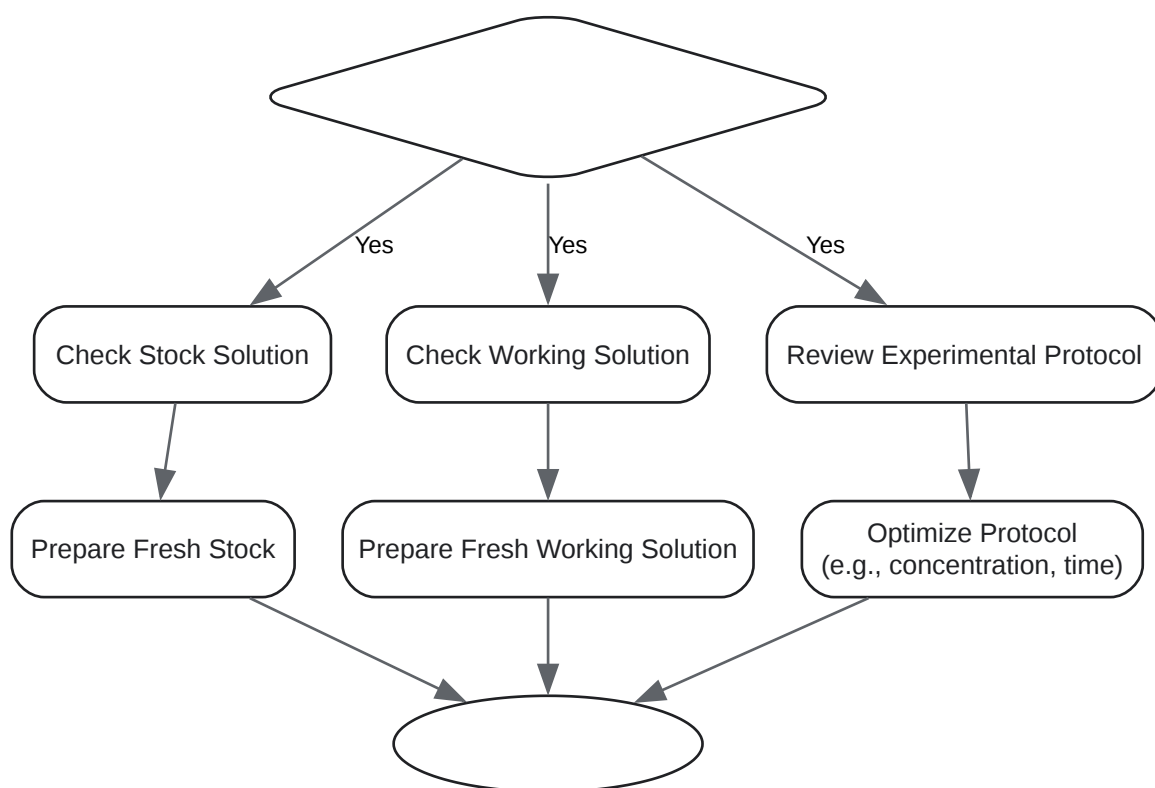 Yes
Yes
Yes
Check Stock Solution
Check Working Solution
Review Experimental Protocol
Prepare Fresh Stock
Prepare Fresh Working Solution
Optimize Protocol
(e.g., concentration, time)